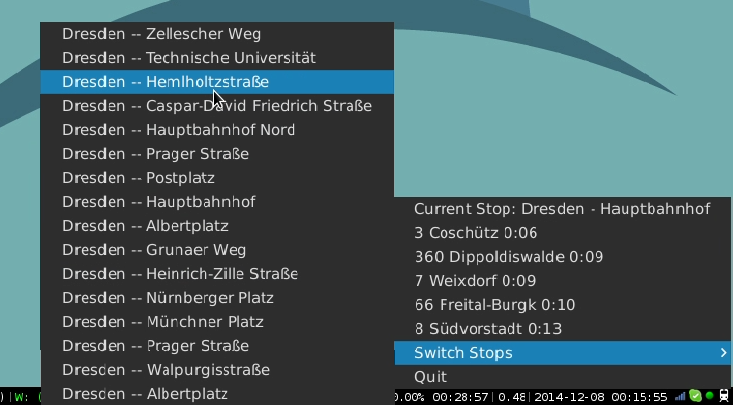 Dresden -- Zellescher Weg
Dresden -- Technische Universität
Dresden -- Hemlholtzstraße
Dresden -- Caspar-David Friedrich Straße
Dresden -- Hauptbahnhof Nord
Dresden -- Prager Straße
Dresden -- Postplatz
Dresden -- Hauptbahnhof
Dresden -- Albertplatz
Dresden -- Grunaer Weg
Dresden -- Heinrich-Zille Straße
Dresden -- Nürnberger Platz
Dresden -- Münchner Platz
Dresden -- Prager Straße
Dresden -- Walpurgisstraße
Dresden -- Albertplatz
Current Stop: Dresden - Hauptbahnhof
3 Coschütz 0:06
360 Dippoldiswalde 0:09
7 Weixdorf 0:09
66 Freital-Burgk 0:10
8 Südvorstadt 0:13
Switch Stops
Quit
)|W: ( 0.00% 00:28:57| 0.48| 2014-12-08 00:15:55